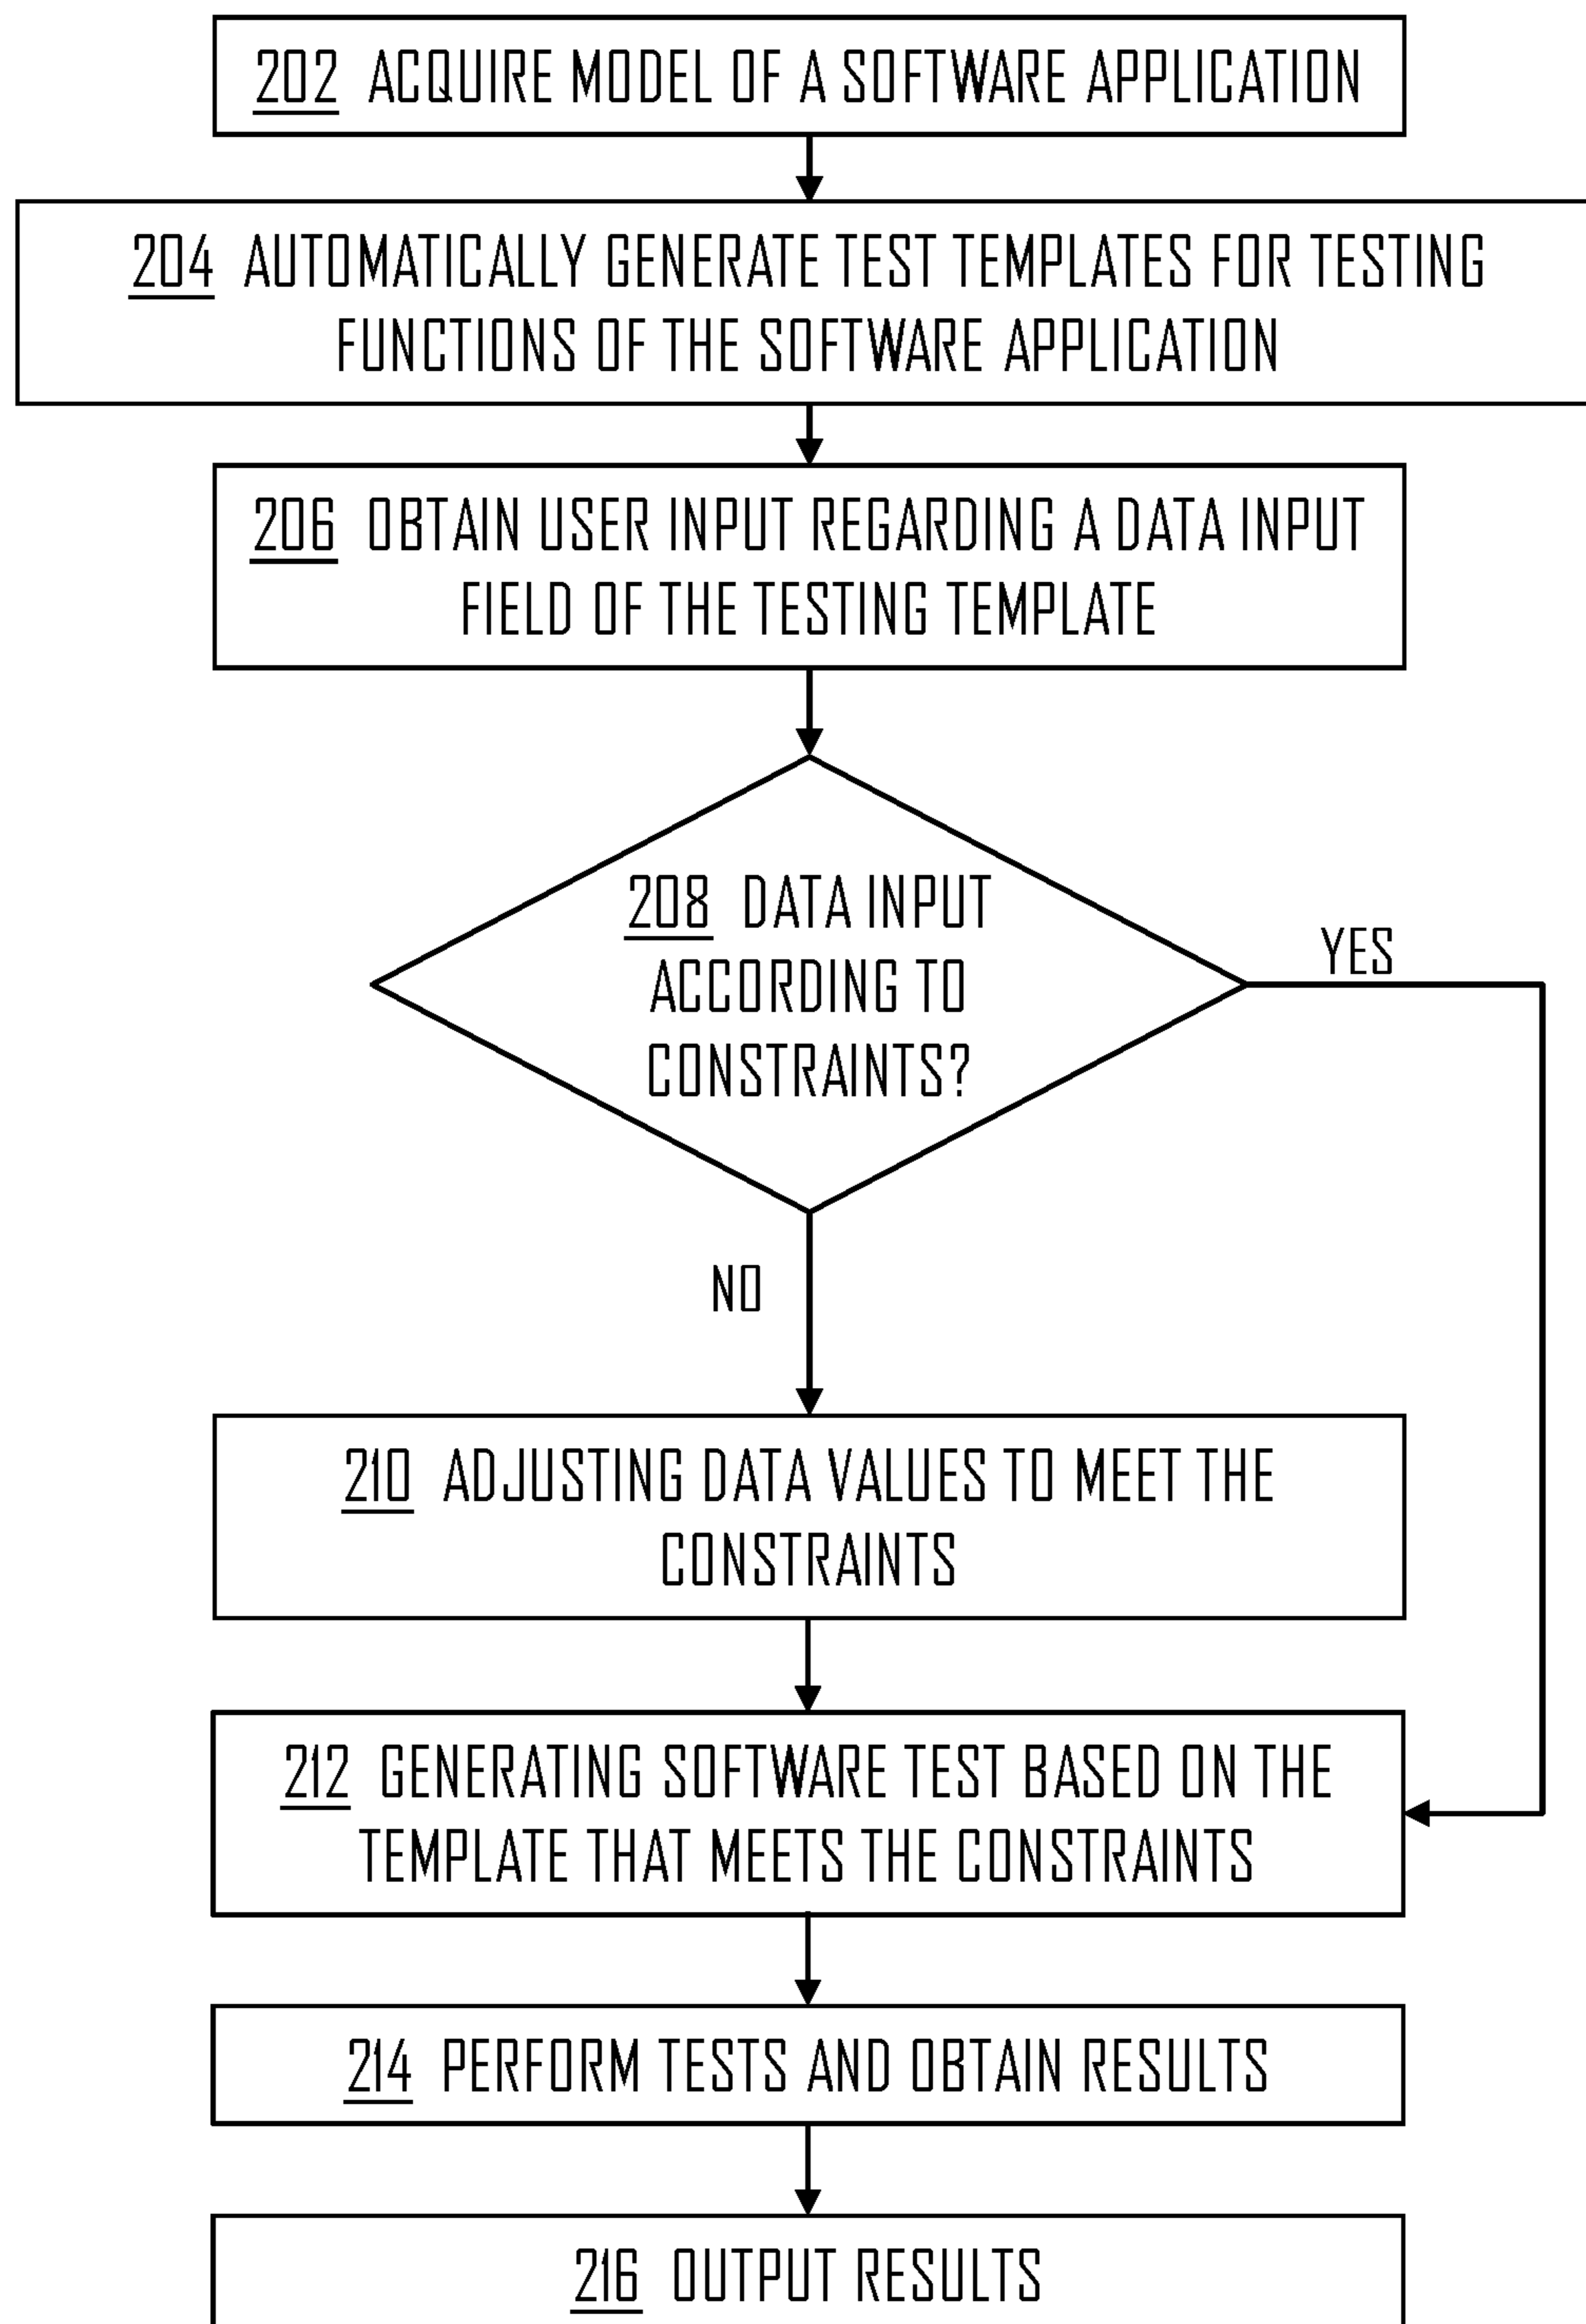 202 ACQUIRE MODEL OF A SOFTWARE APPLICATION
204 AUTOMATICALLY GENERATE TEST TEMPLATES FOR TESTING
FUNCTIONS OF THE SOFTWARE APPLICATION
206 OBTAIN USER INPUT REGARDING A DATA INPUT
FIELD OF THE TESTING TEMPLATE
208 DATA INPUT
ACCORDING TO
CONSTRAINTS?
YES
NO
210 ADJUSTING DATA VALUES TO MEET THE
CONSTRAINTS
212 GENERATING SOFTWARE TEST BASED ON THE
TEMPLATE THAT MEETS THE CONSTRAINTS
214 PERFORM TESTS AND OBTAIN RESULTS
216 OUTPUT RESULTS